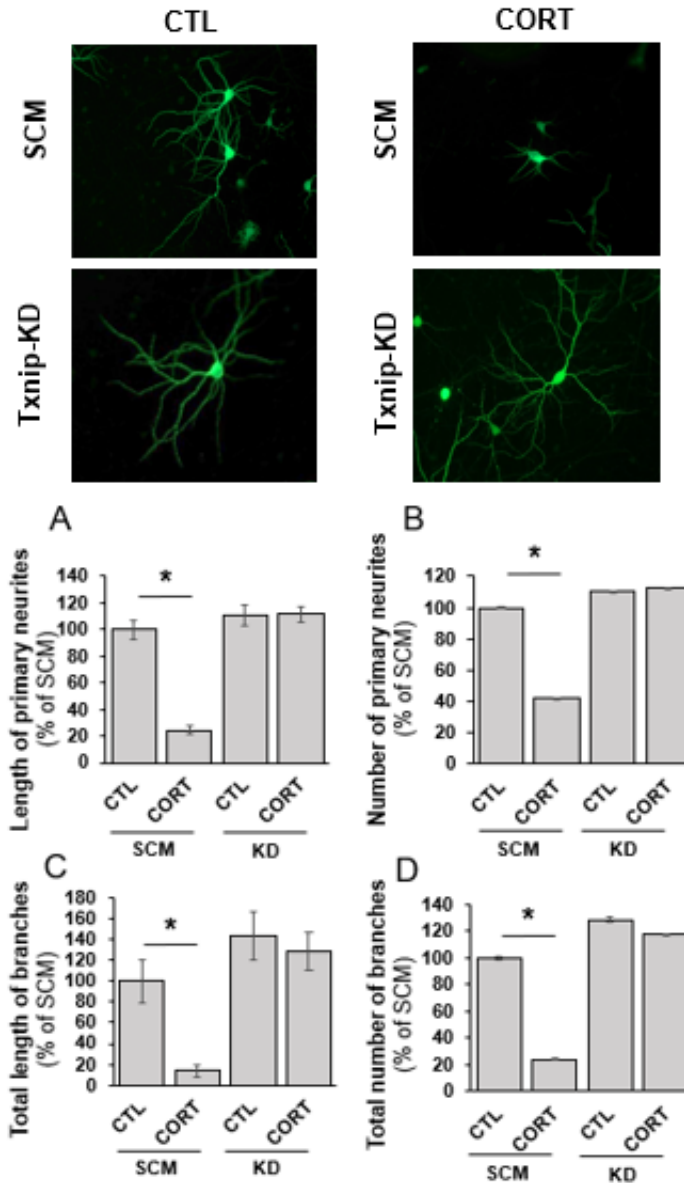 CTL CORT
SCM SCM
Txnip-KD Txnip-KD
A
Length of primary neurites
(% of SCM)
140
120
100
80
60
40
20
0
*
CTL CORT CTL CORT
SCM KD
B
Number of primary neurites
(% of SCM)
120
100
80
60
40
20
0
*
CTL CORT CTL CORT
SCM KD
C
Total length of branches
(% of SCM)
180
160
140
120
100
80
60
40
20
0
*
CTL CORT CTL CORT
SCM KD
D
Total number of branches
(% of SCM)
140
120
100
80
60
40
20
0
*
CTL CORT CTL CORT
SCM KD